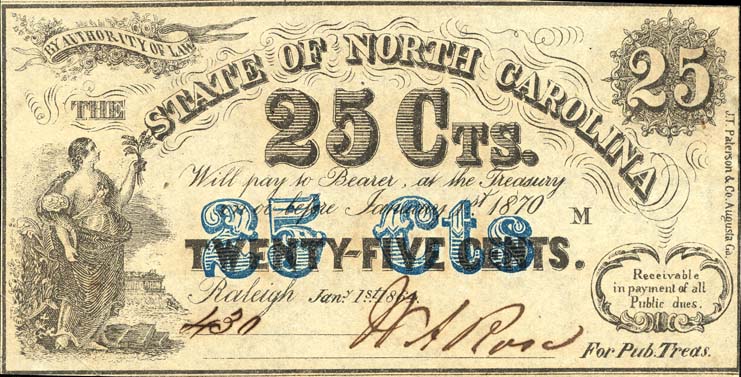 BY AUTHORITY OF LAW
25
THE
STATE OF NORTH CAROLINA
25 CTS.
Will pay to Bearer, at the Treasury
on or before January 1st 1870
M
25 Cts
TWENTY-FIVE CENTS.
Raleigh Jany. 1st. 1864.
430
W A Rose
For Pub. Treas.
Receivable
in payment of all
Public dues.
J.T. Paterson & Co. Augusta Ga.